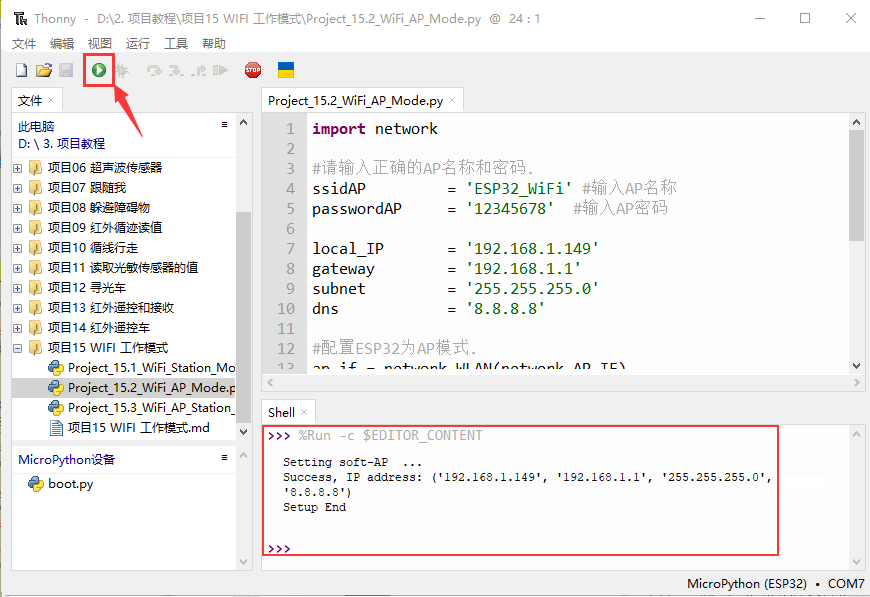 Thonny - D:\2. 项目教程\项目15 WIFI 工作模式\Project_15.2_WiFi_AP_Mode.py @ 24 : 1
文件 编辑 视图 运行 工具 帮助
STOP
文件 ×
此电脑
D: \ 3. 项目教程
项目06 超声波传感器
项目07 跟随我
项目08 躲避障碍物
项目09 红外循迹读值
项目10 循线行走
项目11 读取光敏传感器的值
项目12 寻光车
项目13 红外遥控和接收
项目14 红外遥控车
项目15 WIFI 工作模式
Project_15.1_WiFi_Station_Mo
Project_15.2_WiFi_AP_Mode.p
Project_15.3_WiFi_AP_Station_
项目15 WIFI 工作模式.md
MicroPython设备
boot.py
Project_15.2_WiFi_AP_Mode.py ×
1 import network
2
3 #请输入正确的AP名称和密码.
4 ssidAP = 'ESP32_WiFi' #输入AP名称
5 passwordAP = '12345678' #输入AP密码
6
7 local_IP = '192.168.1.149'
8 gateway = '192.168.1.1'
9 subnet = '255.255.255.0'
10 dns = '8.8.8.8'
11
12 #配置ESP32为AP模式.
13 ap_if = network.WLAN(network.AP_IF)
Shell ×
>>> %Run -c $EDITOR_CONTENT
Setting soft-AP ...
Success, IP address: ('192.168.1.149', '192.168.1.1', '255.255.255.0',
'8.8.8.8')
Setup End
>>>
MicroPython (ESP32) • COM7